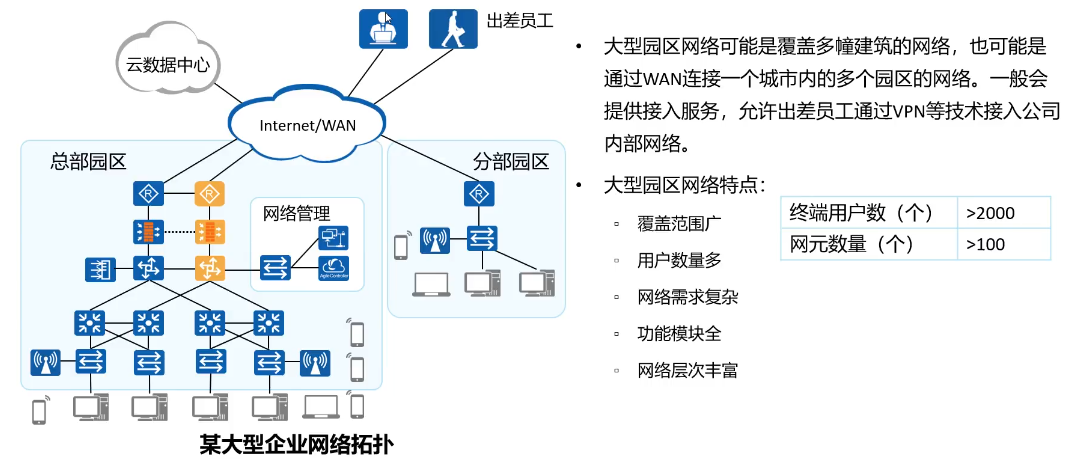 出差员工
云数据中心
Internet/WAN
总部园区
分部园区
R
R
R
网络管理
Agile Controller
某大型企业网络拓扑
• 大型园区网络可能是覆盖多幢建筑的网络，也可能是
通过WAN连接一个城市内的多个园区的网络。一般会
提供接入服务，允许出差员工通过VPN等技术接入公司
内部网络。
• 大型园区网络特点：
▫ 覆盖范围广
▫ 用户数量多
▫ 网络需求复杂
▫ 功能模块全
▫ 网络层次丰富
终端用户数（个） >2000
网元数量（个） >100